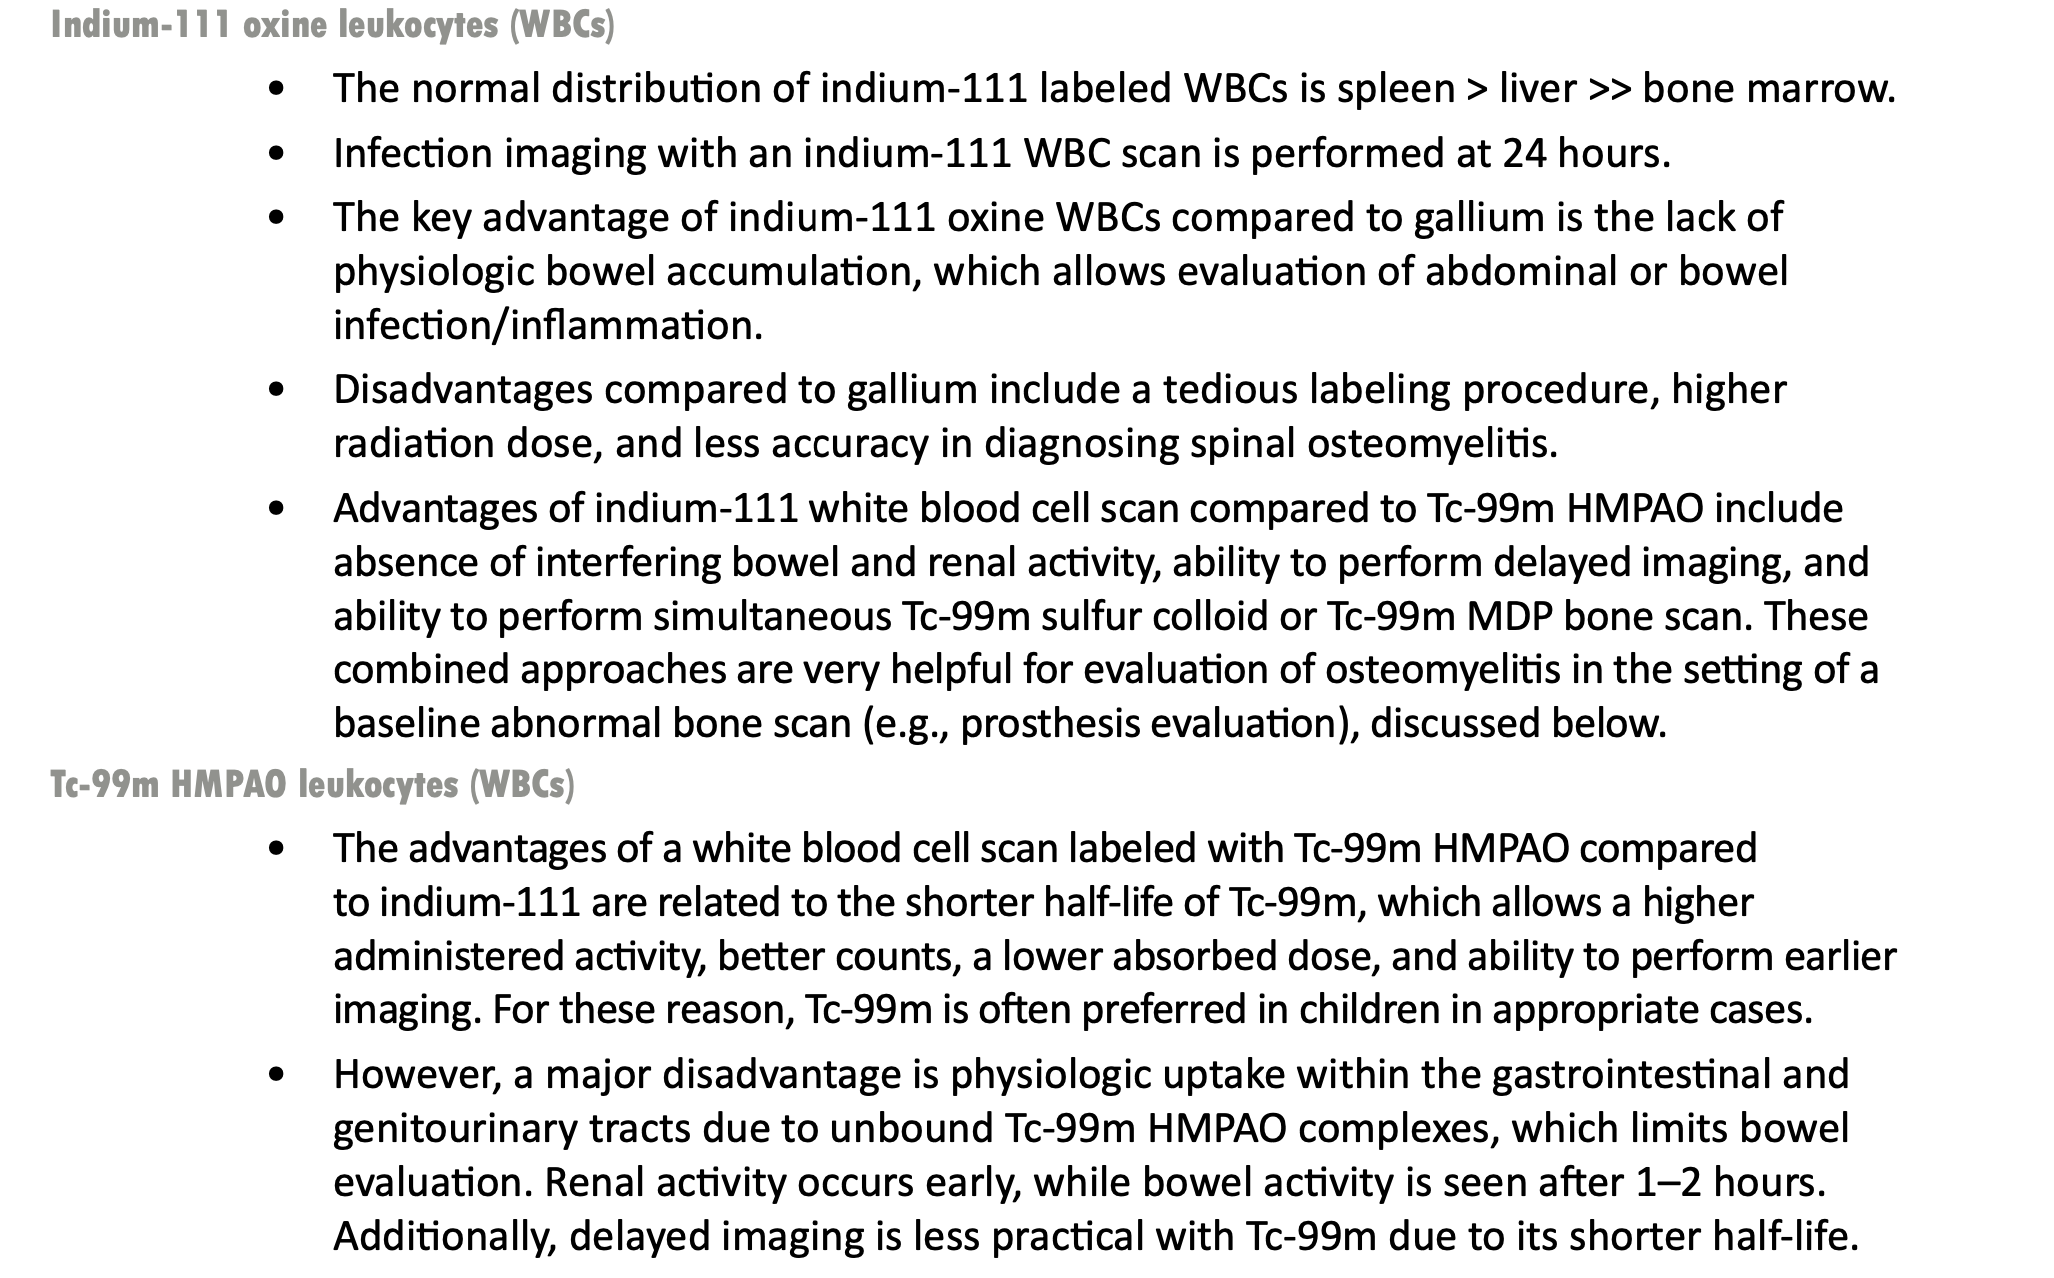 Indium-111 oxine leukocytes (WBCs)
• The normal distribution of indium-111 labeled WBCs is spleen > liver >> bone marrow.
• Infection imaging with an indium-111 WBC scan is performed at 24 hours.
• The key advantage of indium-111 oxine WBCs compared to gallium is the lack of
physiologic bowel accumulation, which allows evaluation of abdominal or bowel
infection/inflammation.
• Disadvantages compared to gallium include a tedious labeling procedure, higher
radiation dose, and less accuracy in diagnosing spinal osteomyelitis.
• Advantages of indium-111 white blood cell scan compared to Tc-99m HMPAO include
absence of interfering bowel and renal activity, ability to perform delayed imaging, and
ability to perform simultaneous Tc-99m sulfur colloid or Tc-99m MDP bone scan. These
combined approaches are very helpful for evaluation of osteomyelitis in the setting of a
baseline abnormal bone scan (e.g., prosthesis evaluation), discussed below.
Tc-99m HMPAO leukocytes (WBCs)
• The advantages of a white blood cell scan labeled with Tc-99m HMPAO compared
to indium-111 are related to the shorter half-life of Tc-99m, which allows a higher
administered activity, better counts, a lower absorbed dose, and ability to perform earlier
imaging. For these reason, Tc-99m is often preferred in children in appropriate cases.
• However, a major disadvantage is physiologic uptake within the gastrointestinal and
genitourinary tracts due to unbound Tc-99m HMPAO complexes, which limits bowel
evaluation. Renal activity occurs early, while bowel activity is seen after 1–2 hours.
Additionally, delayed imaging is less practical with Tc-99m due to its shorter half-life.